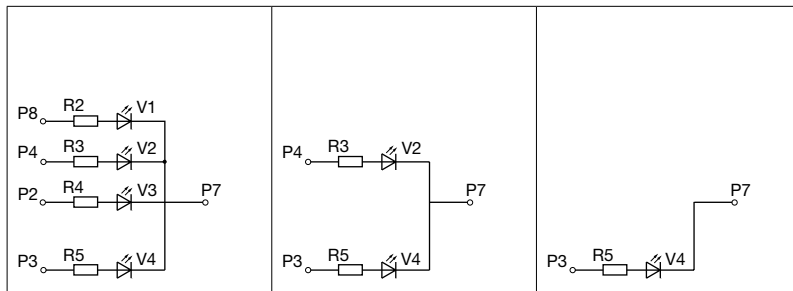 P8 R2 V1
P4 R3 V2
P2 R4 V3 P7
P3 R5 V4
P4 R3 V2
P7
P3 R5 V4
P7
P3 R5 V4